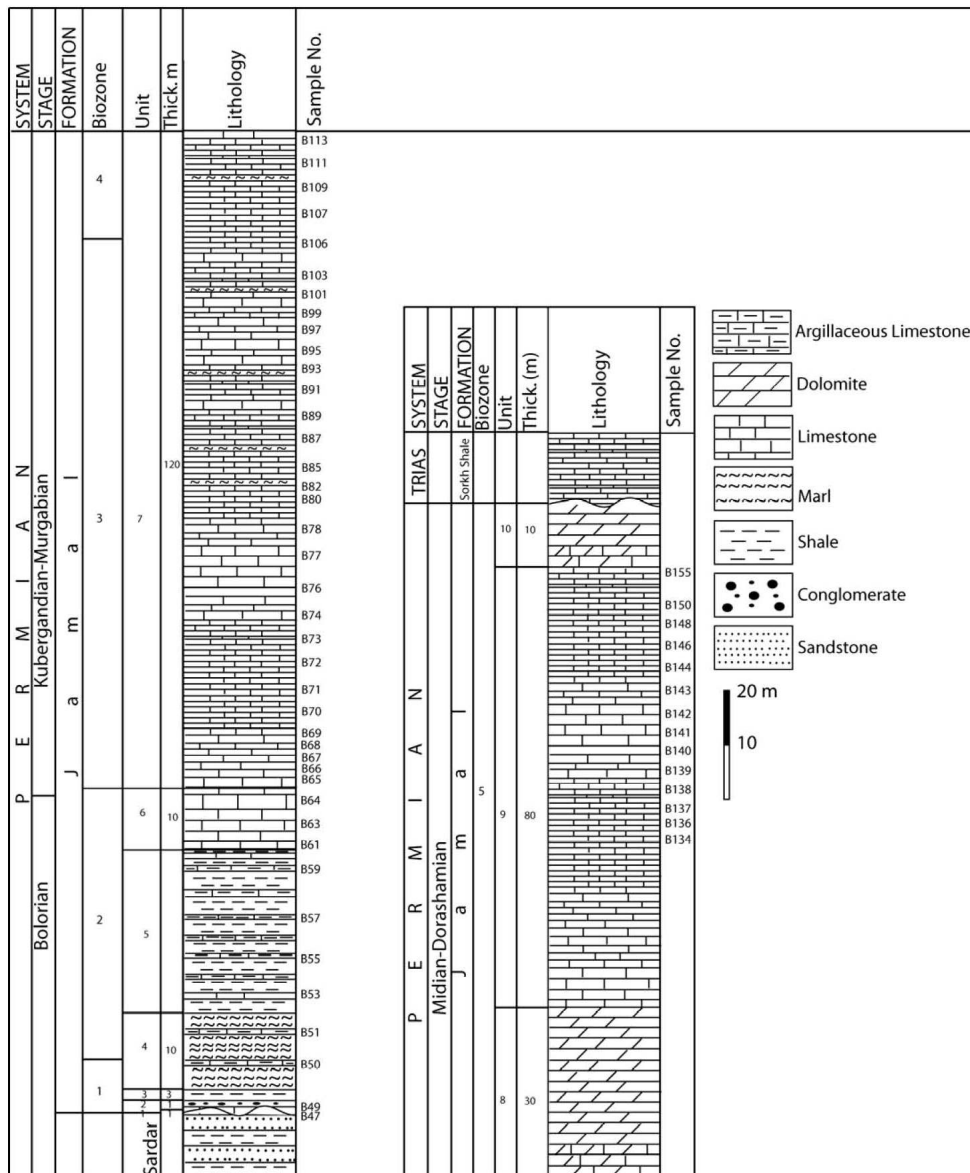 SYSTEM
STAGE
FORMATION
Biozone
Unit
Thick. m
Lithology
Sample No.
PERMIAN
Kubergandian-Murgabian
Bolorian
Jamal
Sardar
4
3
2
1
7
6
5
4
3
2
1
120
10
10
3
1
1
B113
B111
B109
B107
B106
B103
B101
B99
B97
B95
B93
B91
B89
B87
B85
B82
B80
B78
B77
B76
B74
B73
B72
B71
B70
B69
B68
B67
B66
B65
B64
B63
B61
B59
B57
B55
B53
B51
B50
B49
B47
SYSTEM
STAGE
FORMATION
Biozone
Unit
Thick. (m)
Lithology
Sample No.
TRIAS
Sorkh Shale
PERMIAN
Midian-Dorashamian
Jamal
5
10
10
9
80
8
30
B155
B150
B148
B146
B144
B143
B142
B141
B140
B139
B138
B137
B136
B134
Argillaceous Limestone
Dolomite
Limestone
Marl
Shale
Conglomerate
Sandstone
20 m
10